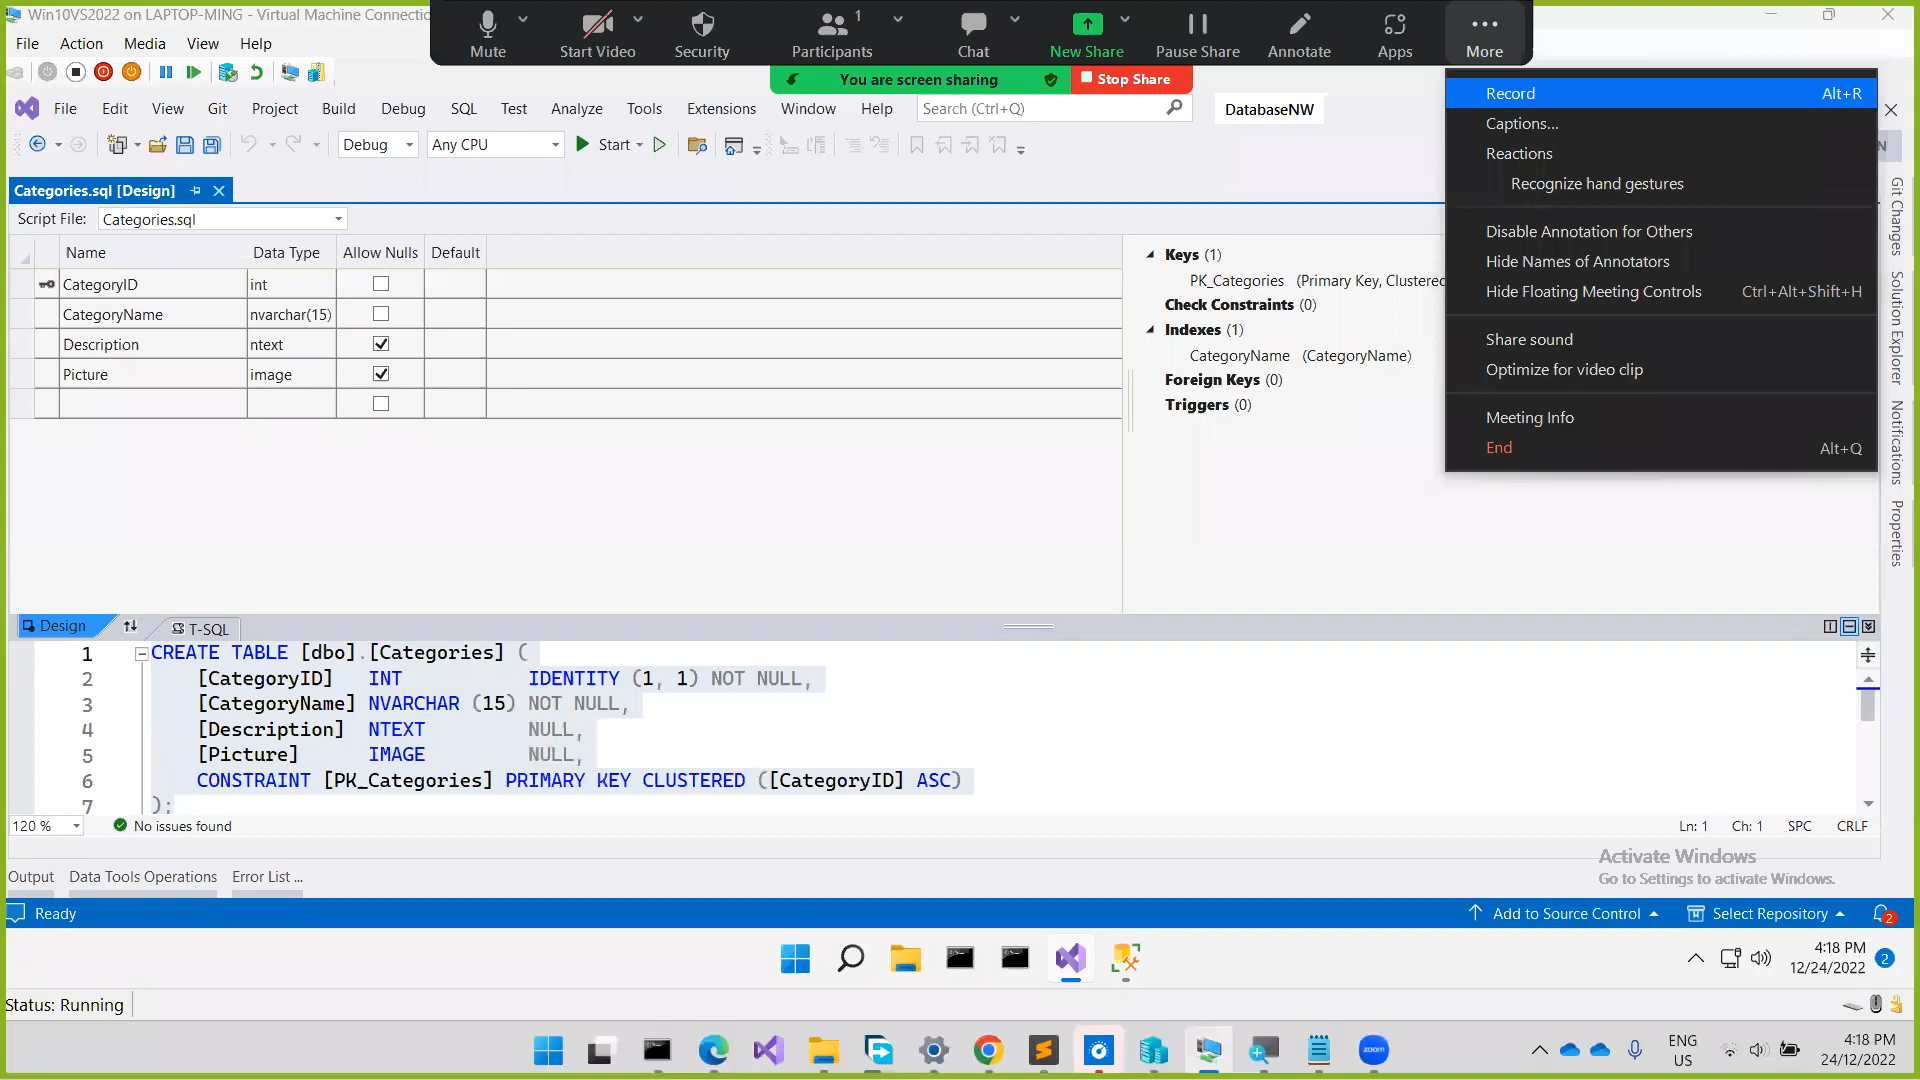 Win10VS2022 on LAPTOP-MING - Virtual Machine Connectio
File Action Media View Help
Mute Start Video Security Participants 1 Chat New Share Pause Share Annotate Apps More
You are screen sharing Stop Share
File Edit View Git Project Build Debug SQL Test Analyze Tools Extensions Window Help Search (Ctrl+Q) DatabaseNW
Debug Any CPU Start
Record Alt+R
Captions...
Reactions
Recognize hand gestures
Disable Annotation for Others
Hide Names of Annotators
Hide Floating Meeting Controls Ctrl+Alt+Shift+H
Share sound
Optimize for video clip
Meeting Info
End Alt+Q
Categories.sql [Design]
Script File: Categories.sql
Name Data Type Allow Nulls Default
CategoryID int
CategoryName nvarchar(15)
Description ntext
Picture image
Keys (1)
PK_Categories (Primary Key, Clustered
Check Constraints (0)
Indexes (1)
CategoryName (CategoryName)
Foreign Keys (0)
Triggers (0)
Git Changes
Solution Explorer
Notifications
Properties
Design T-SQL
1 CREATE TABLE [dbo].[Categories] (
2 [CategoryID] INT IDENTITY (1, 1) NOT NULL,
3 [CategoryName] NVARCHAR (15) NOT NULL,
4 [Description] NTEXT NULL,
5 [Picture] IMAGE NULL,
6 CONSTRAINT [PK_Categories] PRIMARY KEY CLUSTERED ([CategoryID] ASC)
7 );
120 % No issues found Ln: 1 Ch: 1 SPC CRLF
Activate Windows
Go to Settings to activate Windows.
Output Data Tools Operations Error List ...
Ready Add to Source Control Select Repository 2
4:18 PM
12/24/2022 2
Status: Running
zoom
ENG
US
4:18 PM
24/12/2022